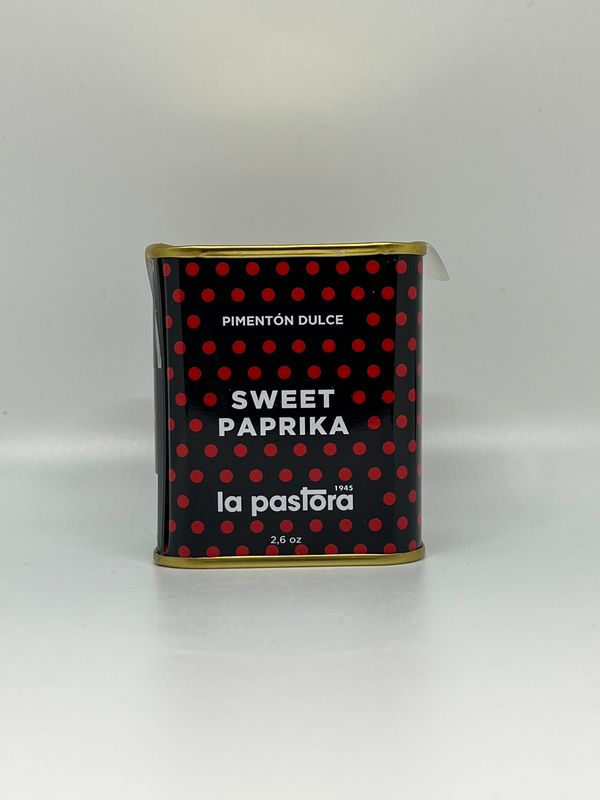 PIMENTÓN DULCE
SWEET
PAPRIKA
1945
la pastora
2,6 oz